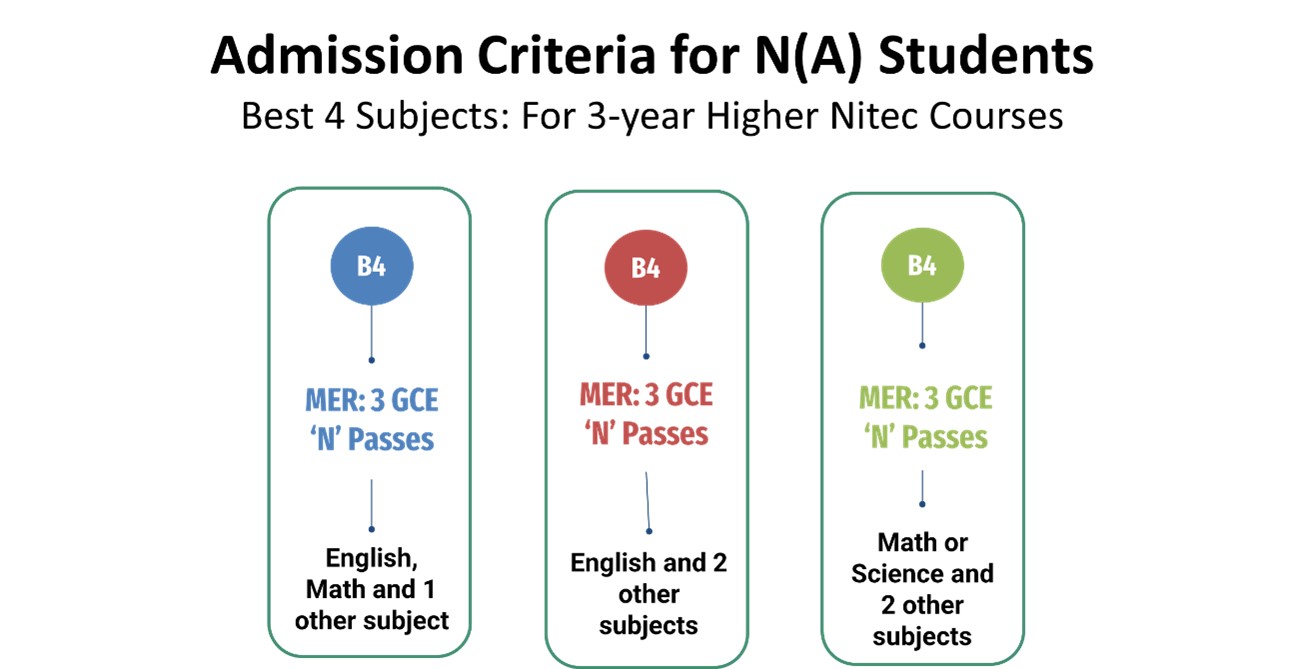 Admission Criteria for N(A) Students
Best 4 Subjects: For 3-year Higher Nitec Courses
B4
MER: 3 GCE
‘N’ Passes
English,
Math and 1
other subject
B4
MER: 3 GCE
‘N’ Passes
English and 2
other
subjects
B4
MER: 3 GCE
‘N’ Passes
Math or
Science and
2 other
subjects